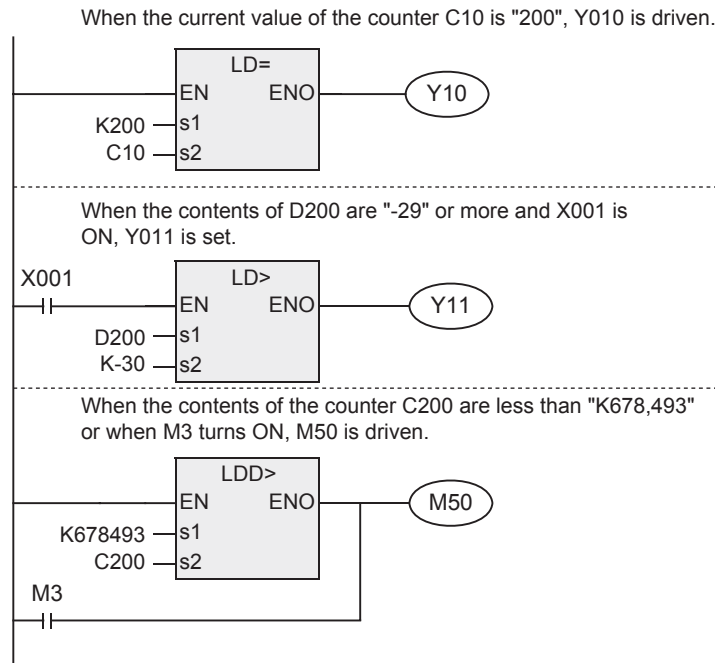 When the current value of the counter C10 is "200", Y010 is driven.
LD=
EN ENO
Y10
K200 s1
C10 s2
When the contents of D200 are "-29" or more and X001 is
ON, Y011 is set.
X001
LD>
EN ENO
Y11
D200 s1
K-30 s2
When the contents of the counter C200 are less than "K678,493"
or when M3 turns ON, M50 is driven.
LDD>
EN ENO
M50
K678493 s1
C200 s2
M3